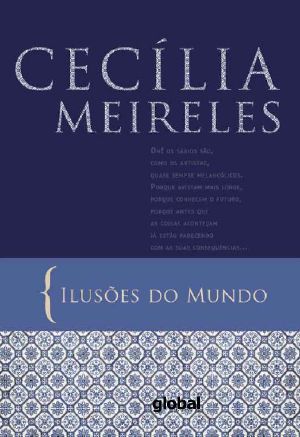 CECÍLIA
MEIRELES
OHÉ OS SÁBIOS SÃO,
COMO OS ARTISTAS,
QUASE SEMPRE MELANCÓLICOS.
PORQUE AVISTAM MAIS LONGE,
PORQUE CONHECEM O FUTURO,
PORQUE ANTES QUE
AS COISAS ACONTEÇAM
JÁ ESTÃO PADECENDO
COM AS SUAS CONSEQUÊNCIAS...
{ILUSÕES DO MUNDO
global